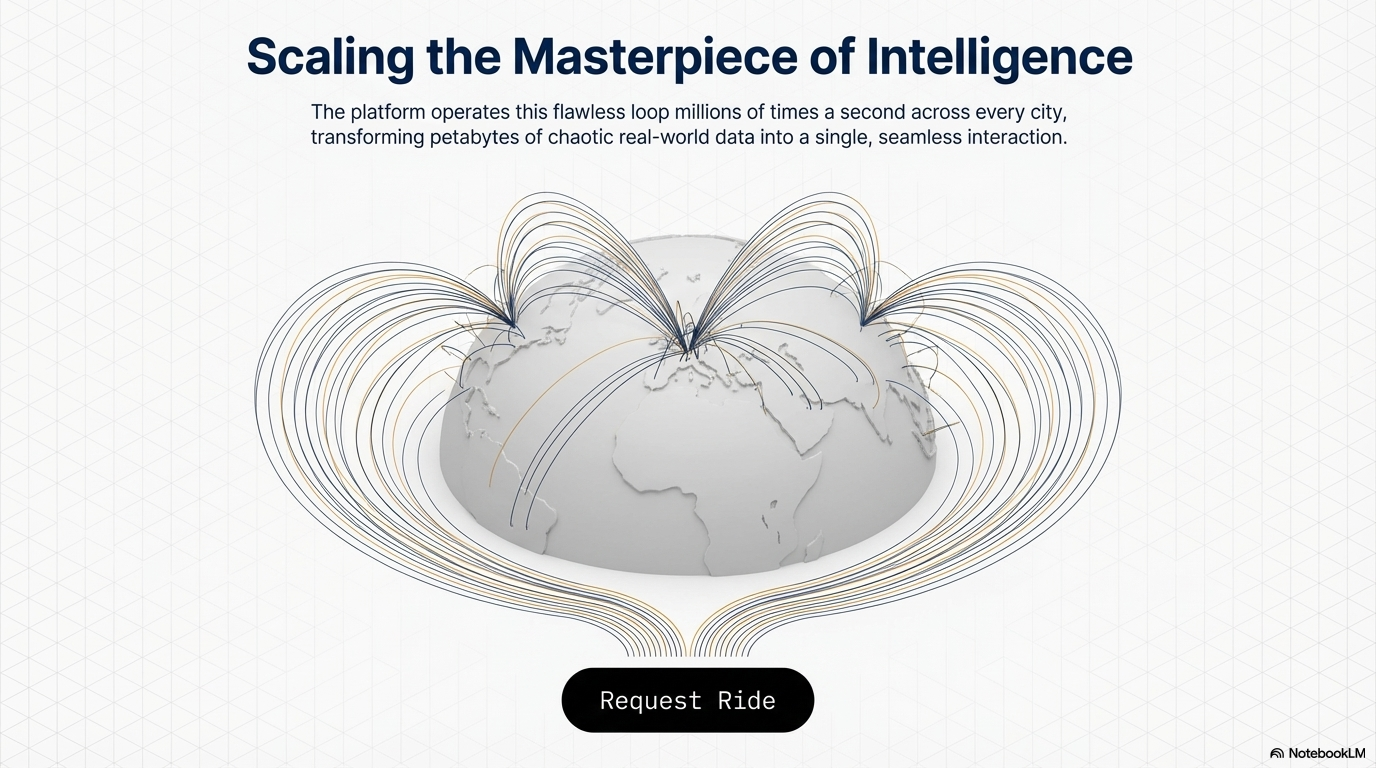 Scaling the Masterpiece of Intelligence
The platform operates this flawless loop millions of times a second across every city,
transforming petabytes of chaotic real-world data into a single, seamless interaction.
Request Ride
NotebookLM